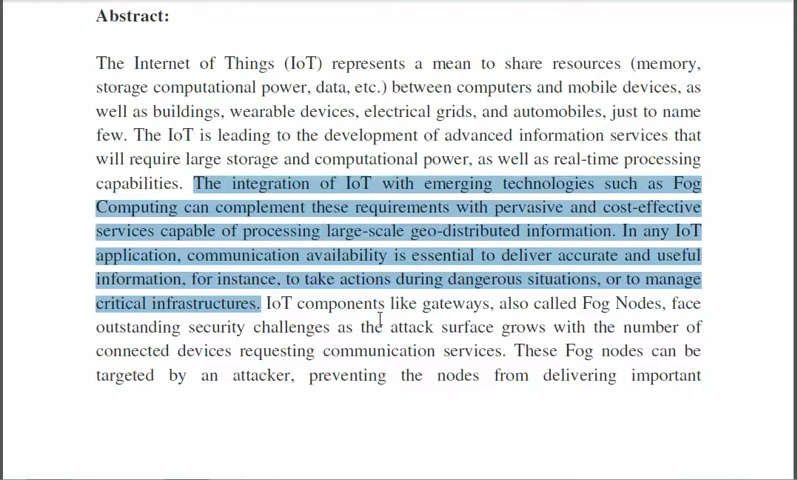 Abstract:
The Internet of Things (IoT) represents a mean to share resources (memory,
storage computational power, data, etc.) between computers and mobile devices, as
well as buildings, wearable devices, electrical grids, and automobiles, just to name
few. The IoT is leading to the development of advanced information services that
will require large storage and computational power, as well as real-time processing
capabilities. The integration of IoT with emerging technologies such as Fog
Computing can complement these requirements with pervasive and cost-effective
services capable of processing large-scale geo-distributed information. In any IoT
application, communication availability is essential to deliver accurate and useful
information, for instance, to take actions during dangerous situations, or to manage
critical infrastructures. IoT components like gateways, also called Fog Nodes, face
outstanding security challenges as the attack surface grows with the number of
connected devices requesting communication services. These Fog nodes can be
targeted by an attacker, preventing the nodes from delivering important